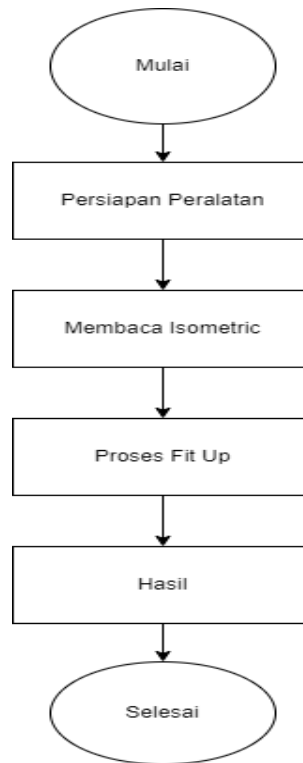 Mulai
Persiapan Peralatan
Membaca Isometric
Proses Fit Up
Hasil
Selesai